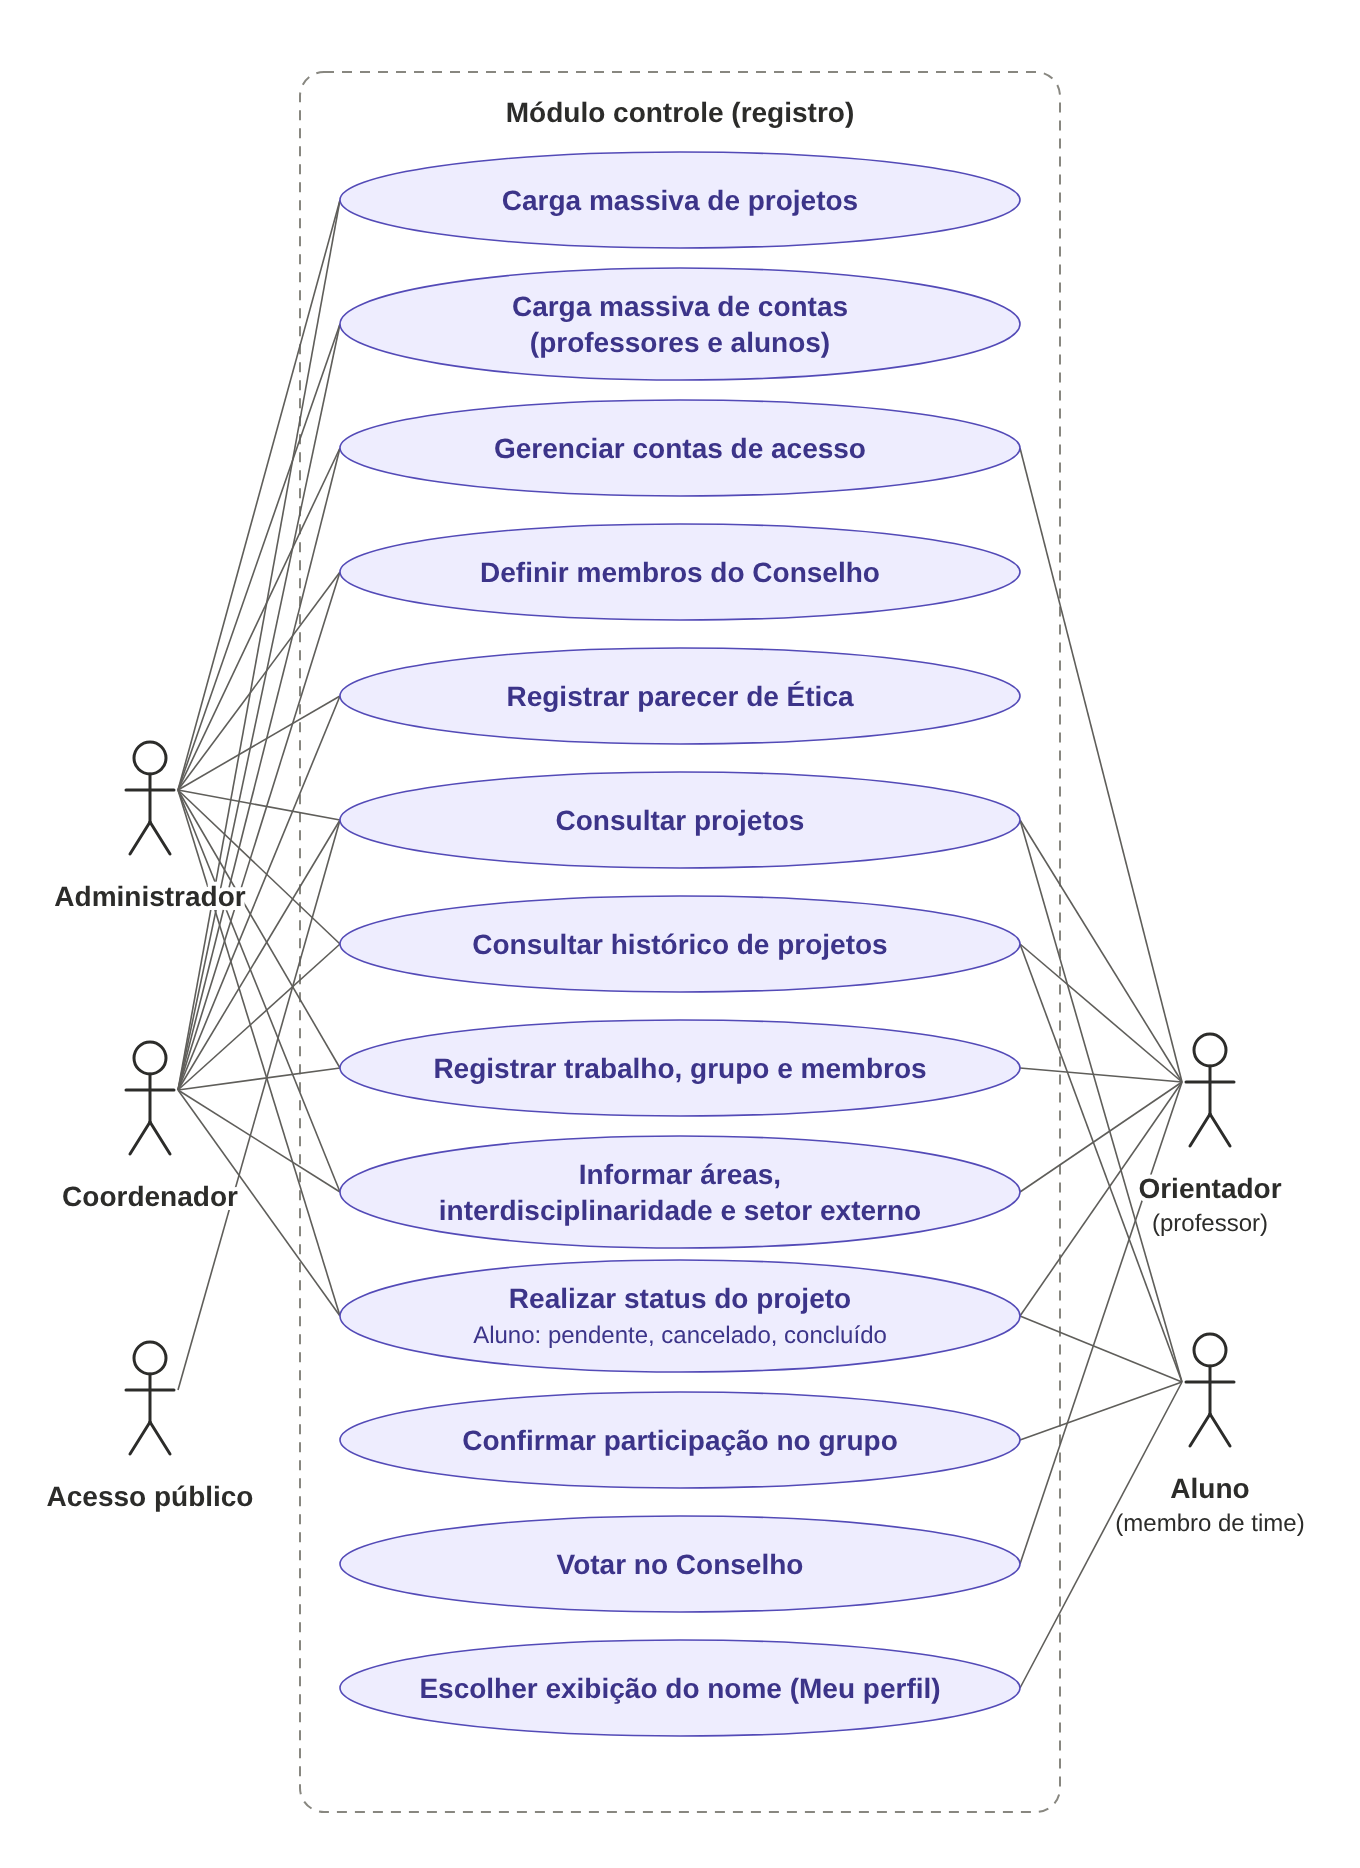 Módulo controle (registro)
Carga massiva de projetos
Carga massiva de contas
(professores e alunos)
Gerenciar contas de acesso
Definir membros do Conselho
Registrar parecer de Ética
Consultar projetos
Administrador
Consultar histórico de projetos
Registrar trabalho, grupo e membros
Informar áreas,
interdisciplinaridade e setor externo
Coordenador
Orientador
(professor)
Realizar status do projeto
Aluno: pendente, cancelado, concluído
Confirmar participação no grupo
Acesso público
Aluno
(membro de time)
Votar no Conselho
Escolher exibição do nome (Meu perfil)